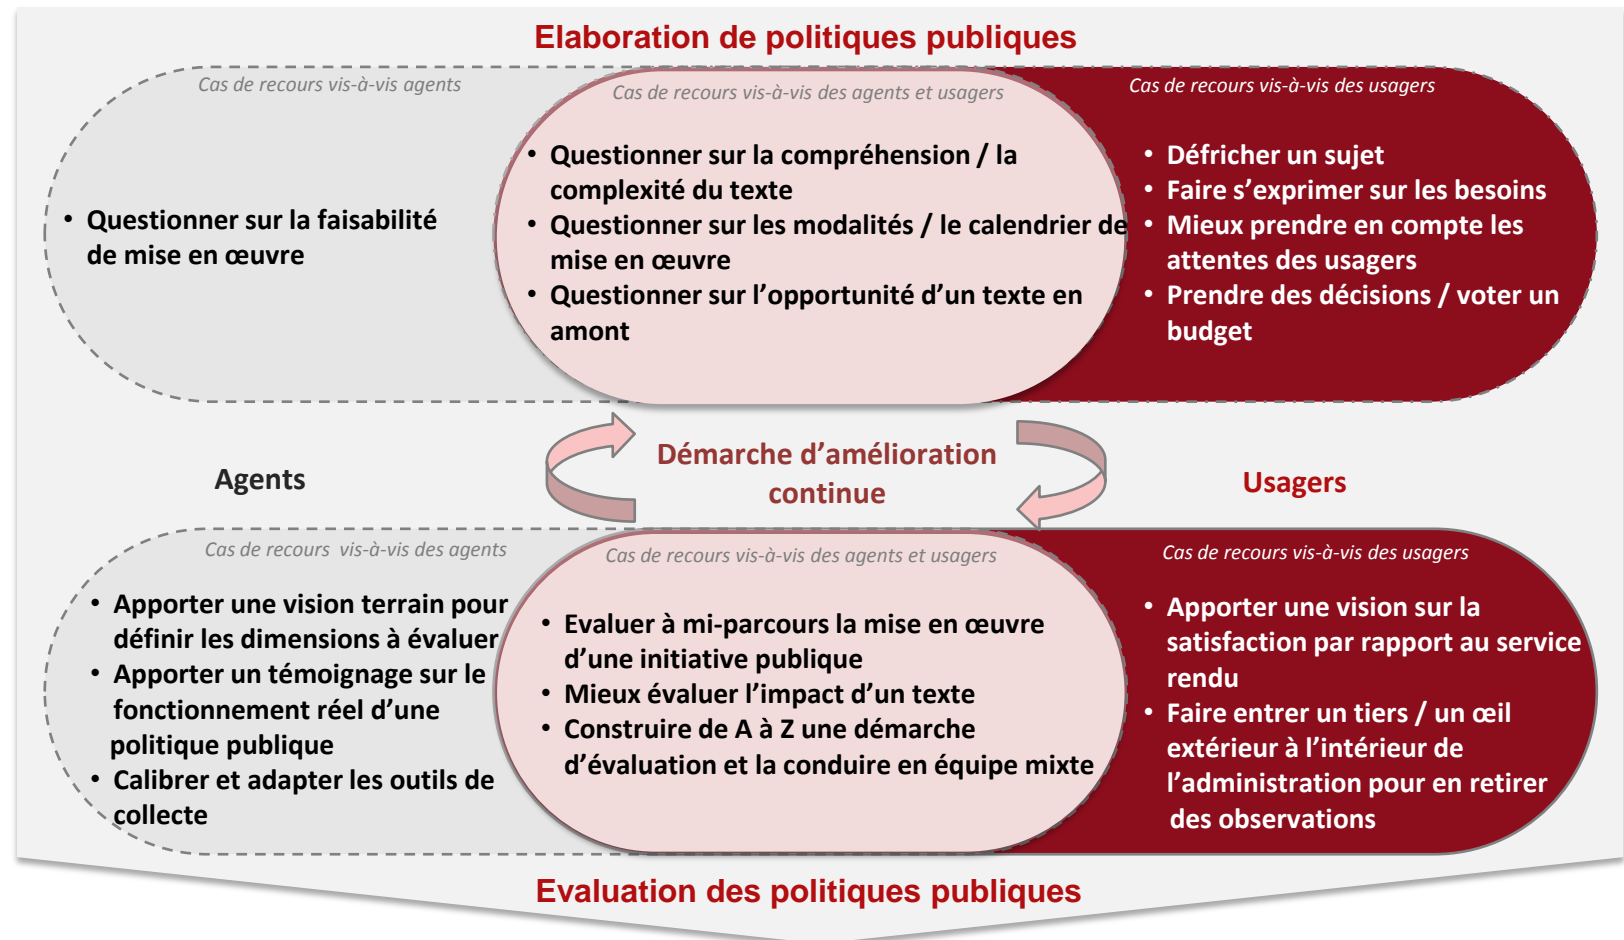 Elaboration de politiques publiques
Cas de recours vis-à-vis agents
• Questionner sur la faisabilité
de mise en œuvre
Cas de recours vis-à-vis des agents et usagers
• Questionner sur la compréhension / la
complexité du texte
• Questionner sur les modalités / le calendrier de
mise en œuvre
• Questionner sur l’opportunité d’un texte en
amont
Cas de recours vis-à-vis des usagers
• Défricher un sujet
• Faire s’exprimer sur les besoins
• Mieux prendre en compte les
attentes des usagers
• Prendre des décisions / voter un
budget
Agents
Démarche d’amélioration
continue
Usagers
Cas de recours vis-à-vis des agents
• Apporter une vision terrain pour
définir les dimensions à évaluer
• Apporter un témoignage sur le
fonctionnement réel d’une
politique publique
• Calibrer et adapter les outils de
collecte
Cas de recours vis-à-vis des agents et usagers
• Evaluer à mi-parcours la mise en œuvre
d’une initiative publique
• Mieux évaluer l’impact d’un texte
• Construire de A à Z une démarche
d’évaluation et la conduire en équipe mixte
Cas de recours vis-à-vis des usagers
• Apporter une vision sur la
satisfaction par rapport au service
rendu
• Faire entrer un tiers / un œil
extérieur à l’intérieur de
l’administration pour en retirer
des observations
Evaluation des politiques publiques